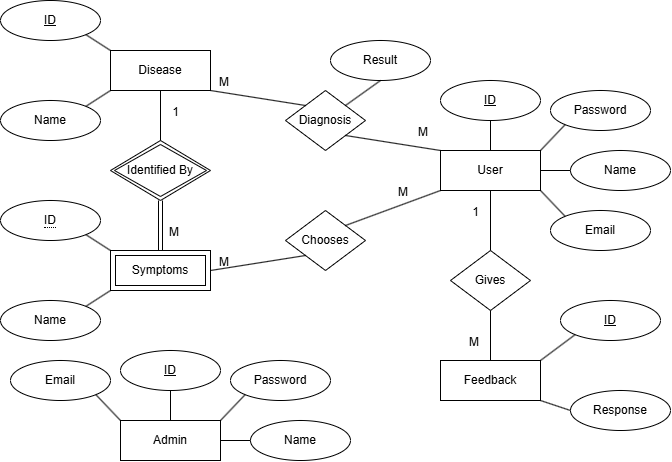 ID
Disease
Name
M
1
Result
Diagnosis
M
ID
Password
User
Name
Email
Identified By
M
ID
Symptoms
Name
M
Chooses
M
1
Gives
M
ID
Feedback
Response
Email
ID
Password
Admin
Name